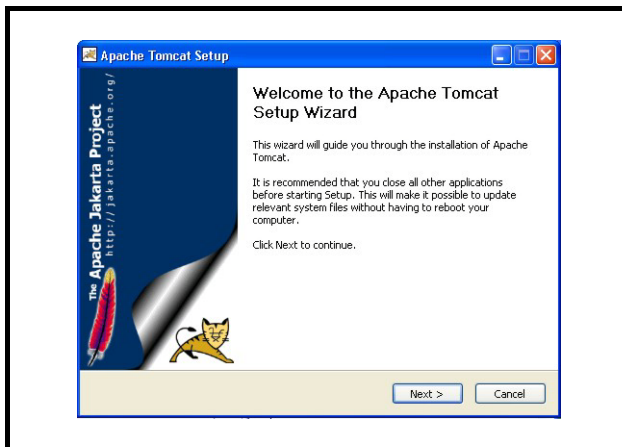 Apache Tomcat Setup
The Apache Jakarta Project
http://jakarta.apache.org/
Welcome to the Apache Tomcat
Setup Wizard
This wizard will guide you through the installation of Apache
Tomcat.
It is recommended that you close all other applications
before starting Setup. This will make it possible to update
relevant system files without having to reboot your
computer.
Click Next to continue.
Next >
Cancel